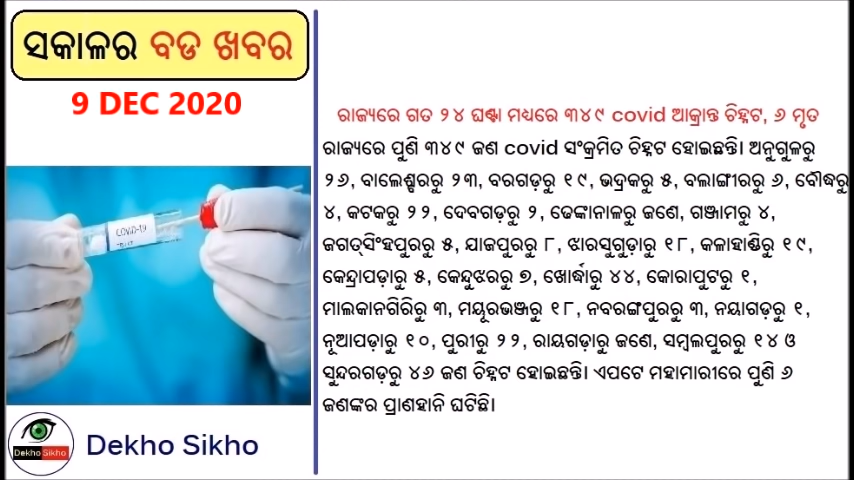 ସକାଳର ବଡ ଖବର
9 DEC 2020
COVID-19
Dekho Sikho
Dekho Sikho
ରାଜ୍ୟରେ ଗତ ୨୪ ଘଣ୍ଟା ମଧ୍ୟରେ ୩୪୯ covid ଆକ୍ରାନ୍ତ ଚିହ୍ନଟ, ୬ ମୃତ
ରାଜ୍ୟରେ ପୁଣି ୩୪୯ ଜଣ covid ସଂକ୍ରମିତ ଚିହ୍ନଟ ହୋଇଛନ୍ତି। ଅନୁଗୁଳରୁ
୨୬, ବାଲେଶ୍ବରରୁ ୨୩, ବରଗଡ଼ରୁ ୧୯, ଭଦ୍ରକରୁ ୫, ବଲାଙ୍ଗୀରରୁ ୬, ବୌଦ୍ଧରୁ
୪, କଟକରୁ ୨୨, ଦେବଗଡ଼ରୁ ୨, ଢେଙ୍କାନାଳରୁ ଜଣେ, ଗଞ୍ଜାମରୁ ୪,
ଜଗତ୍‌ସିଂହପୁରରୁ ୫, ଯାଜପୁରରୁ ୮, ଝାରସୁଗୁଡ଼ାରୁ ୧୮, କଳାହାଣ୍ଡିରୁ ୧୯,
କେନ୍ଦ୍ରାପଡ଼ାରୁ ୫, କେନ୍ଦୁଝରରୁ ୭, ଖୋର୍ଦ୍ଧାରୁ ୪୪, କୋରାପୁଟରୁ ୧,
ମାଲକାନଗିରିରୁ ୩, ମୟୂରଭଞ୍ଜରୁ ୧୮, ନବରଙ୍ଗପୁରରୁ ୩, ନୟାଗଡ଼ରୁ ୧,
ନୂଆପଡ଼ାରୁ ୧୦, ପୁରୀରୁ ୨୨, ରାୟଗଡ଼ାରୁ ଜଣେ, ସମ୍ବଲପୁରରୁ ୧୪ ଓ
ସୁନ୍ଦରଗଡ଼ରୁ ୪୬ ଜଣ ଚିହ୍ନଟ ହୋଇଛନ୍ତି। ଏପଟେ ମହାମାରୀରେ ପୁଣି ୬
ଜଣଙ୍କର ପ୍ରାଣହାନି ଘଟିଛି।